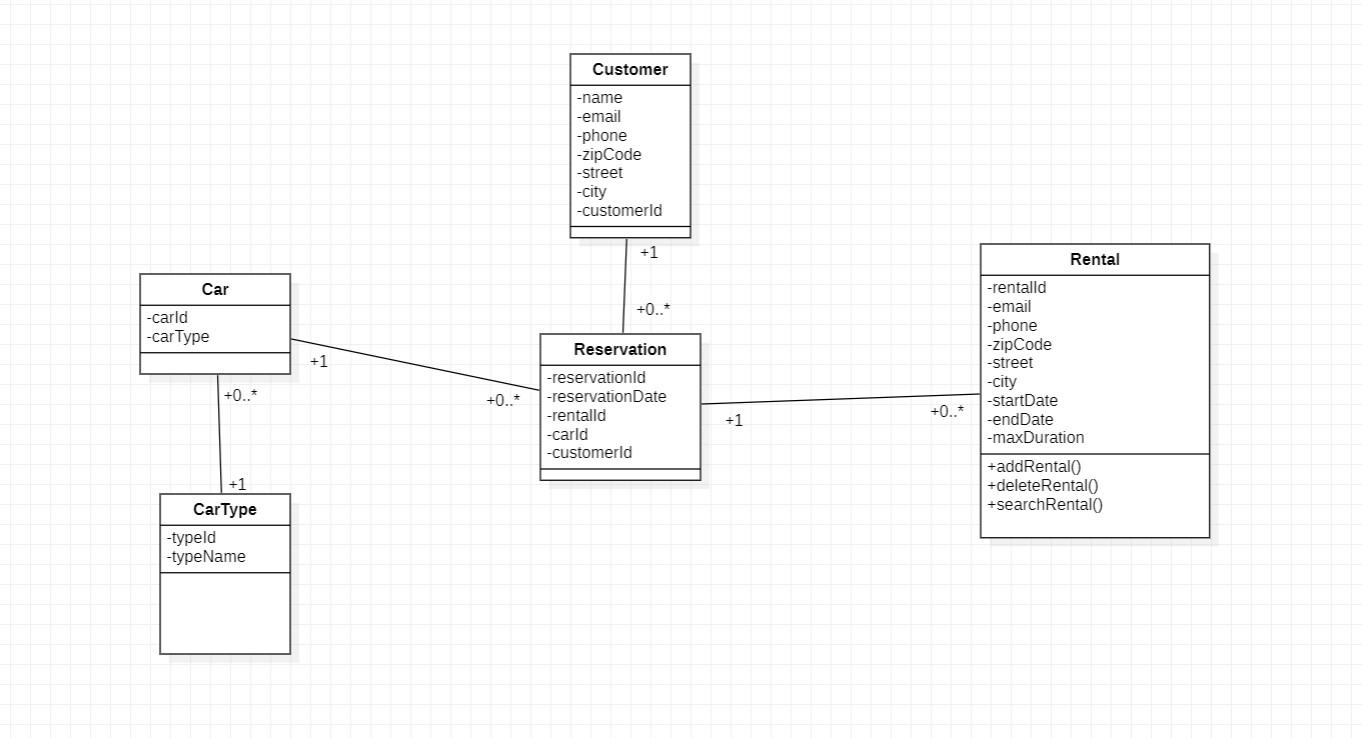 Customer
-name
-email
-phone
-zipCode
-street
-city
-customerId
+1
+0..*
Car
-carId
-carType
+1
+0..*
+0..*
+1
CarType
-typeId
-typeName
Reservation
-reservationId
-reservationDate
-rentalId
-carId
-customerId
+1
+0..*
Rental
-rentalId
-email
-phone
-zipCode
-street
-city
-startDate
-endDate
-maxDuration
+addRental()
+deleteRental()
+searchRental()